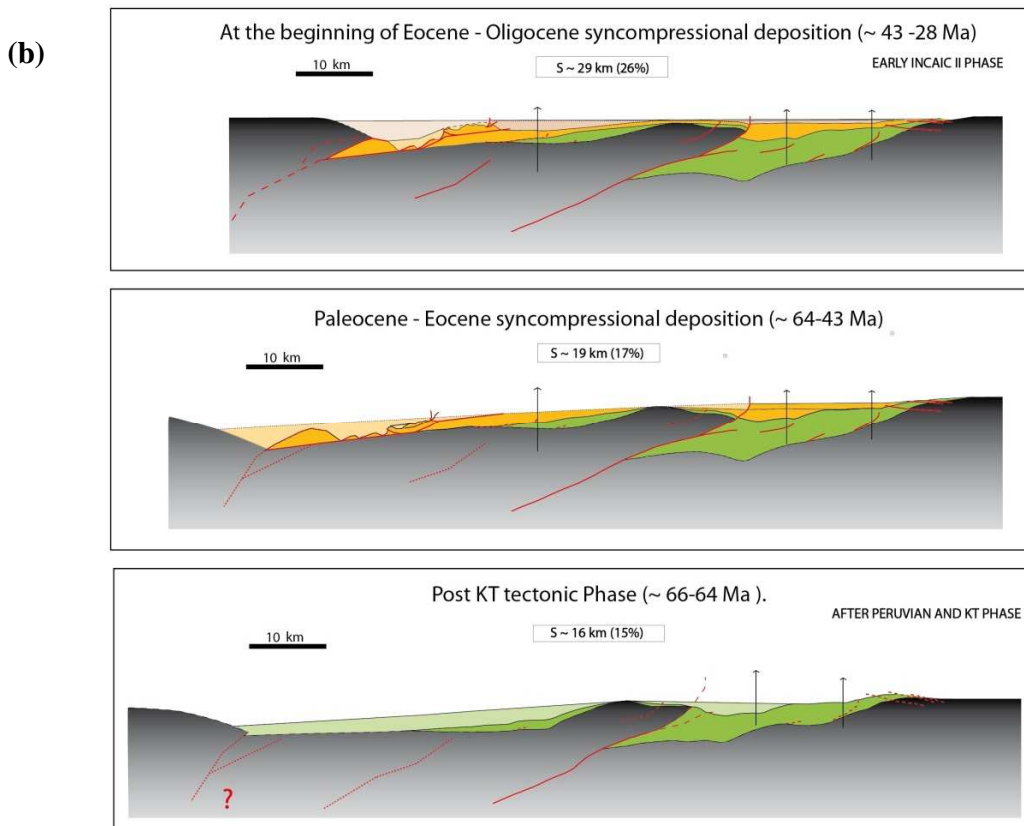 (b)
At the beginning of Eocene - Oligocene syncompressional deposition (~ 43 -28 Ma)
EARLY INCAIC II PHASE
S ~ 29 km (26%)
10 km
Paleocene - Eocene syncompressional deposition (~ 64-43 Ma)
S ~ 19 km (17%)
10 km
Post KT tectonic Phase (~ 66-64 Ma ).
AFTER PERUVIAN AND KT PHASE
S ~ 16 km (15%)
10 km
?